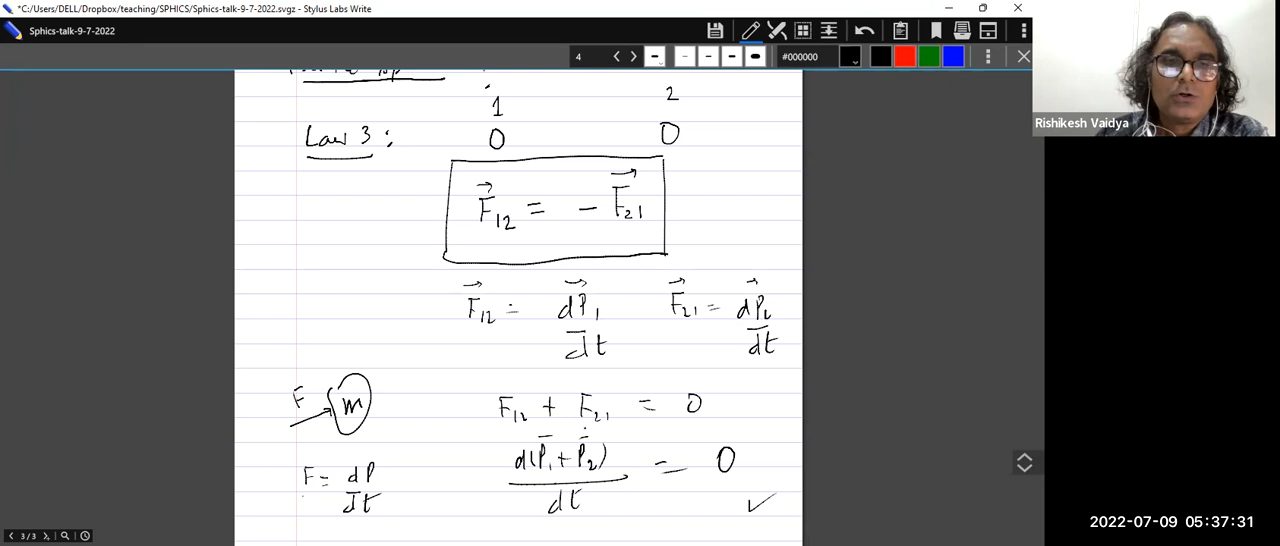 *C:/Users/DELL/Dropbox/teaching/SPHICS/Sphics-talk-9-7-2022.svgz - Stylus Labs Write
Sphics-talk-9-7-2022
4 #000000
Rishikesh Vaidya
1 2
Law 3 : 0 0
F⃗₁₂ = - F⃗₂₁
F⃗₁₂ = dP⃗₁/dt F⃗₂₁ = dP⃗₂/dt
F m F₁₂ + F₂₁ = 0
F = dP/dt d(P̄₁ + P̄₂)/dt = 0 ✓
3/3
2022-07-09 05:37:31